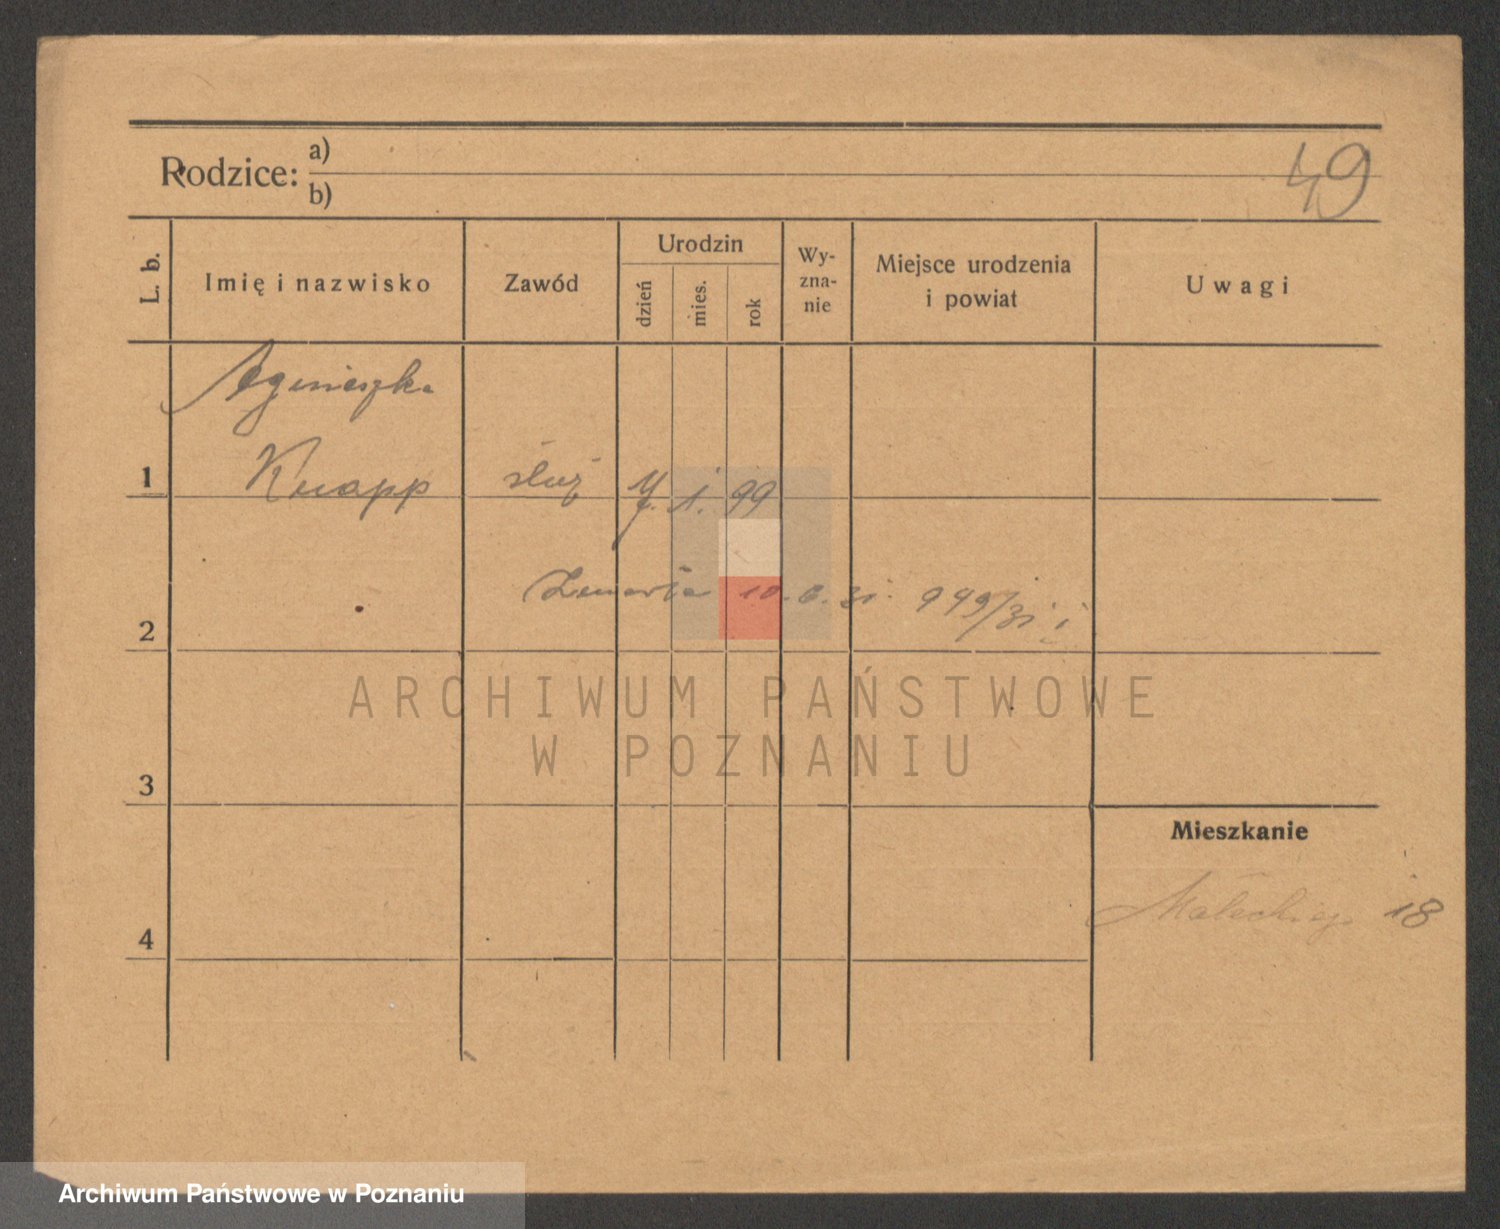 49
Rodzice: a)
b)
L. b.
Imię i nazwisko
Zawód
Urodzin
dzień
mies.
rok
Wy-
zna-
nie
Miejsce urodzenia
i powiat
Uwagi
Agnieszka
1 Knapp służ 1. 99
2 Zmarła 10. 6. 31. 949/31
ARCHIWUM PAŃSTWOWE
W POZNANIU
3
Mieszkanie
4 Małeckiego 18
Archiwum Państwowe w Poznaniu